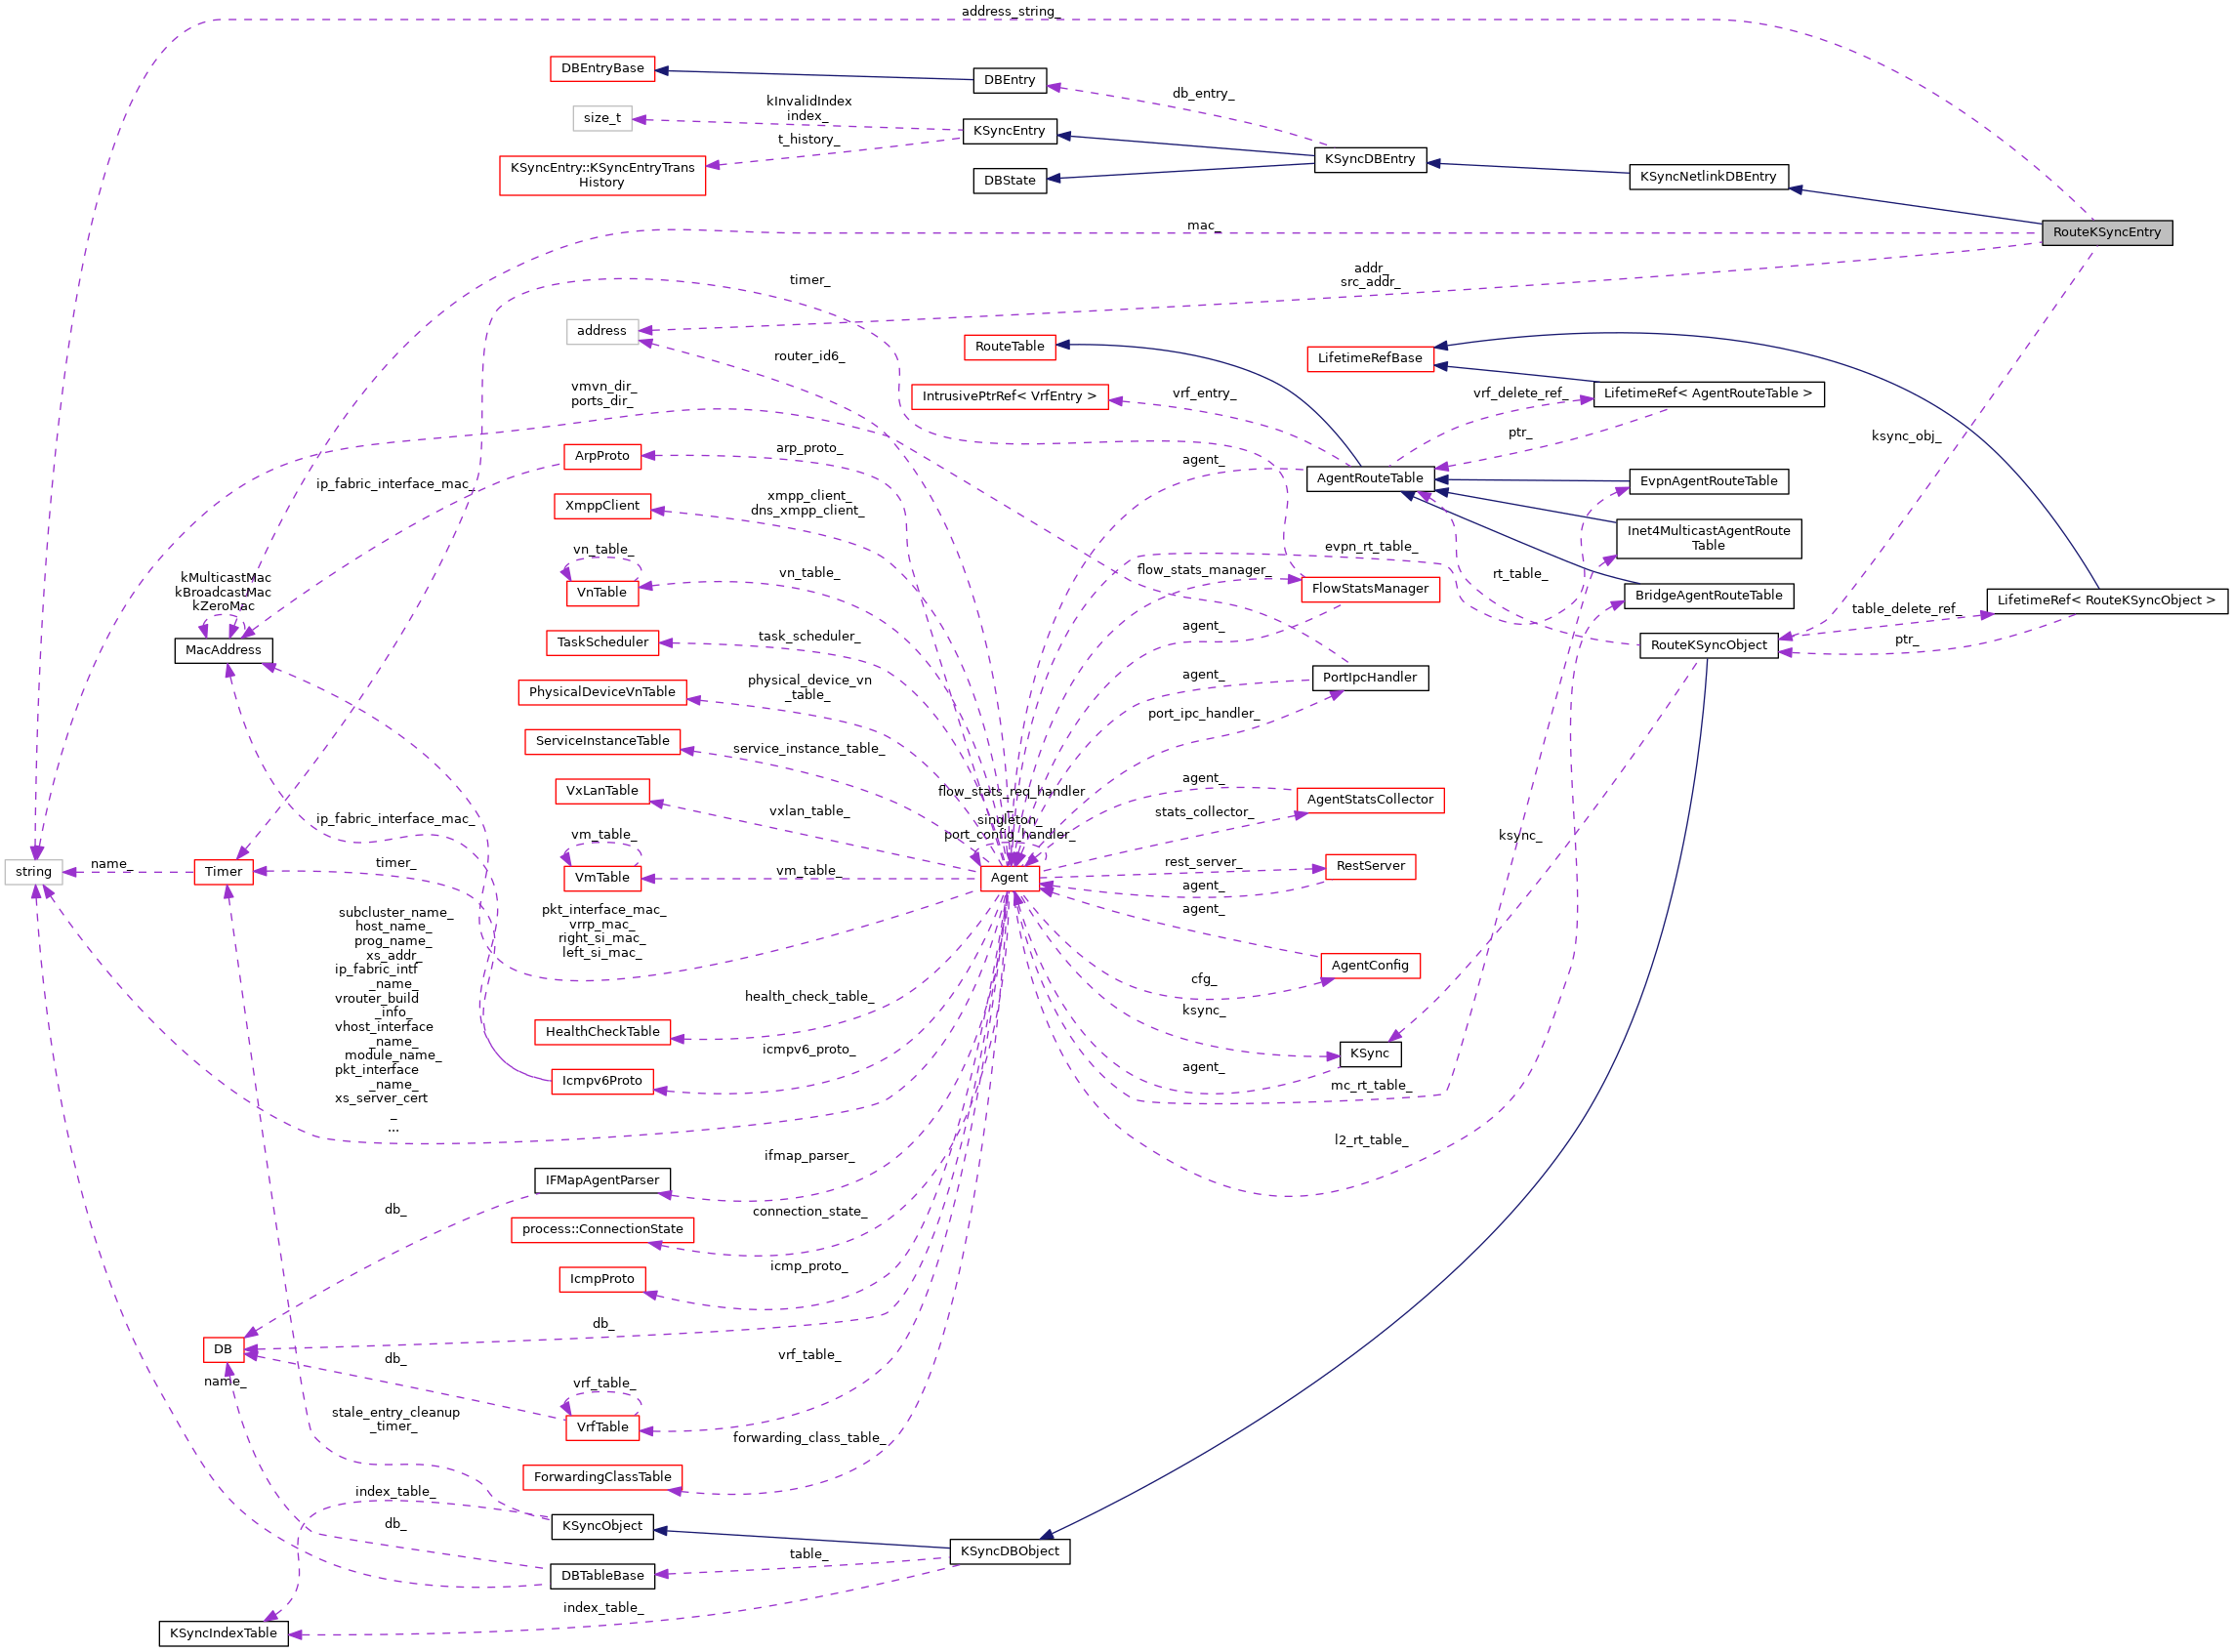 address_string_
DBEntryBase
DBEntry
db_entry_
kInvalidIndex
index_
size_t
KSyncEntry
t_history_
KSyncEntry::KSyncEntryTrans
History
KSyncDBEntry
DBState
KSyncNetlinkDBEntry
mac_
RouteKSyncEntry
addr_
src_addr_
timer_
address
router_id6_
RouteTable
LifetimeRefBase
vmvn_dir_
ports_dir_
IntrusivePtrRef< VrfEntry >
vrf_entry_
vrf_delete_ref_
LifetimeRef< AgentRouteTable >
ptr_
ksync_obj_
ArpProto
arp_proto_
agent_
AgentRouteTable
EvpnAgentRouteTable
ip_fabric_interface_mac_
XmppClient
xmpp_client_
dns_xmpp_client_
Inet4MulticastAgentRoute
Table
vn_table_
evpn_rt_table_
kMulticastMac
kBroadcastMac
kZeroMac
VnTable
vn_table_
flow_stats_manager_
FlowStatsManager
rt_table_
BridgeAgentRouteTable
LifetimeRef< RouteKSyncObject >
table_delete_ref_
MacAddress
TaskScheduler
task_scheduler_
agent_
RouteKSyncObject
ptr_
PhysicalDeviceVnTable
physical_device_vn
_table_
agent_
PortIpcHandler
port_ipc_handler_
ServiceInstanceTable
service_instance_table_
VxLanTable
vxlan_table_
flow_stats_req_handler
_
singleton_
port_config_handler_
agent_
AgentStatsCollector
stats_collector_
ip_fabric_interface_mac_
vm_table_
ksync_
string
name_
Timer
timer_
VmTable
vm_table_
Agent
rest_server_
RestServer
agent_
pkt_interface_mac_
vrrp_mac_
right_si_mac_
left_si_mac_
agent_
subcluster_name_
host_name_
prog_name_
xs_addr_
ip_fabric_intf
_name_
vrouter_build
_info_
vhost_interface
_name_
module_name_
pkt_interface
_name_
xs_server_cert
_
...
AgentConfig
cfg_
health_check_table_
HealthCheckTable
ksync_
KSync
icmpv6_proto_
Icmpv6Proto
agent_
mc_rt_table_
l2_rt_table_
ifmap_parser_
IFMapAgentParser
db_
connection_state_
process::ConnectionState
icmp_proto_
IcmpProto
db_
DB
db_
vrf_table_
name_
vrf_table_
VrfTable
stale_entry_cleanup
_timer_
forwarding_class_table_
ForwardingClassTable
index_table_
KSyncObject
db_
KSyncDBObject
table_
DBTableBase
index_table_
KSyncIndexTable